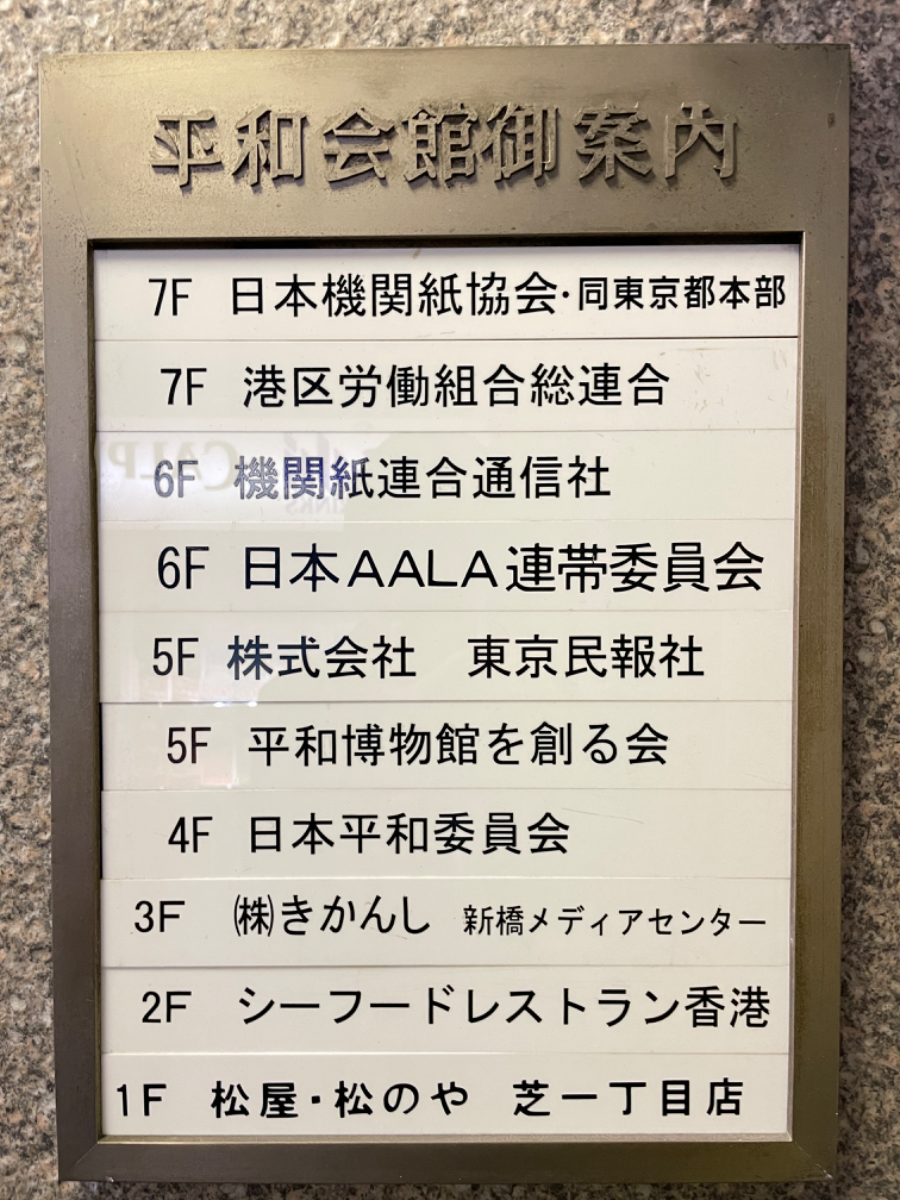 平和会館御案内
7F 日本機関紙協会・同東京都本部
7F 港区労働組合総連合
6F 機関紙連合通信社
6F 日本AALA連帯委員会
5F 株式会社　東京民報社
5F 平和博物館を創る会
4F 日本平和委員会
3F ㈱きかんし 新橋メディアセンター
2F シーフードレストラン香港
1F 松屋・松のや 芝一丁目店